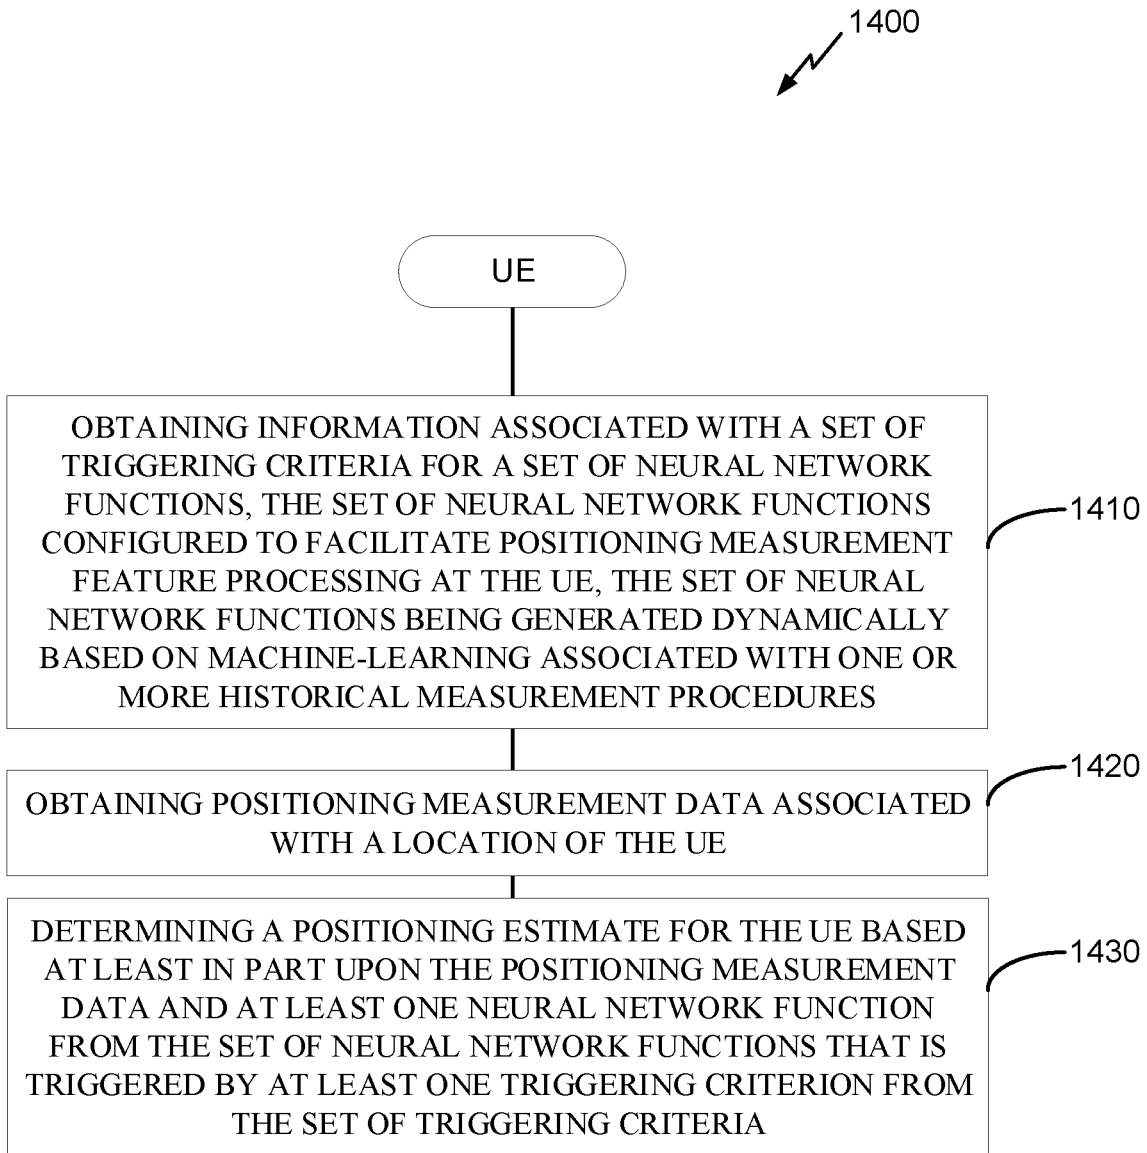 1400
UE
OBTAINING INFORMATION ASSOCIATED WITH A SET OF
TRIGGERING CRITERIA FOR A SET OF NEURAL NETWORK
FUNCTIONS, THE SET OF NEURAL NETWORK FUNCTIONS
CONFIGURED TO FACILITATE POSITIONING MEASUREMENT
FEATURE PROCESSING AT THE UE, THE SET OF NEURAL
NETWORK FUNCTIONS BEING GENERATED DYNAMICALLY
BASED ON MACHINE-LEARNING ASSOCIATED WITH ONE OR
MORE HISTORICAL MEASUREMENT PROCEDURES
1410
OBTAINING POSITIONING MEASUREMENT DATA ASSOCIATED
WITH A LOCATION OF THE UE
1420
DETERMINING A POSITIONING ESTIMATE FOR THE UE BASED
AT LEAST IN PART UPON THE POSITIONING MEASUREMENT
DATA AND AT LEAST ONE NEURAL NETWORK FUNCTION
FROM THE SET OF NEURAL NETWORK FUNCTIONS THAT IS
TRIGGERED BY AT LEAST ONE TRIGGERING CRITERION FROM
THE SET OF TRIGGERING CRITERIA
1430